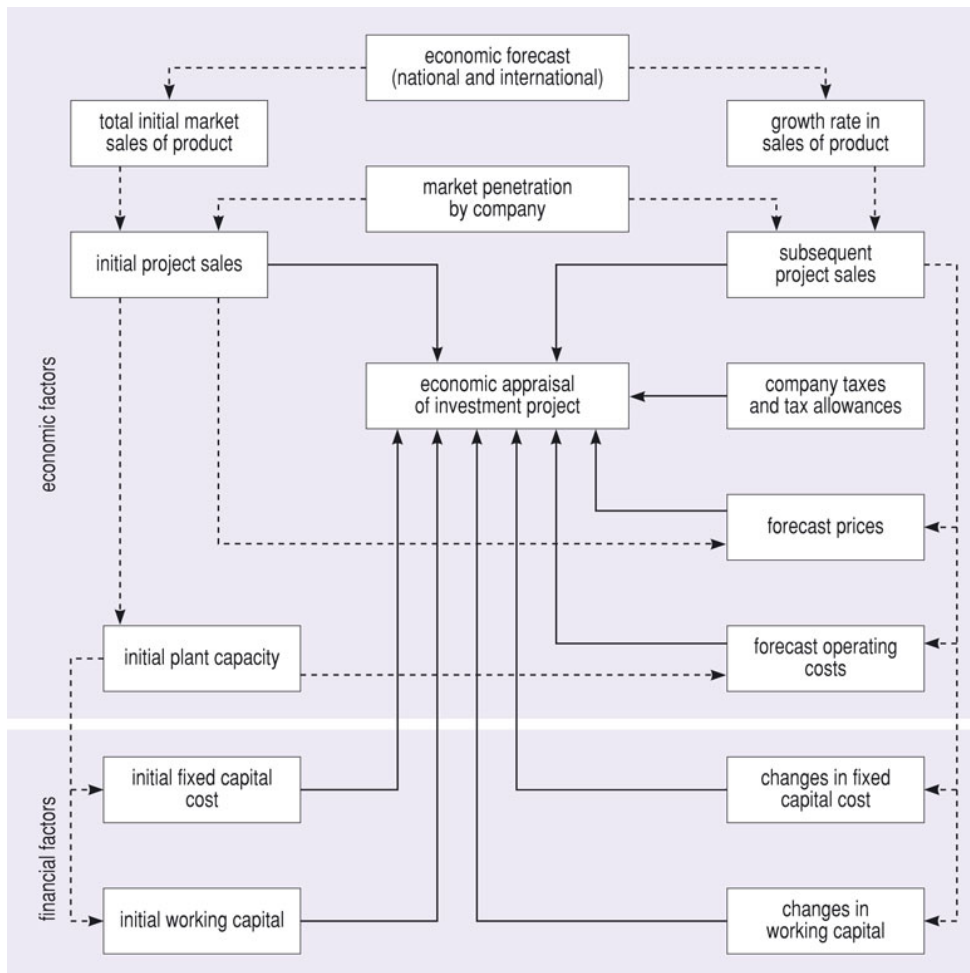 economic forecast
(national and international)
total initial market
sales of product
growth rate in
sales of product
market penetration
by company
initial project sales
subsequent
project sales
economic appraisal
of investment project
company taxes
and tax allowances
economic factors
forecast prices
initial plant capacity
forecast operating
costs
initial fixed capital
cost
changes in fixed
capital cost
financial factors
initial working capital
changes in
working capital